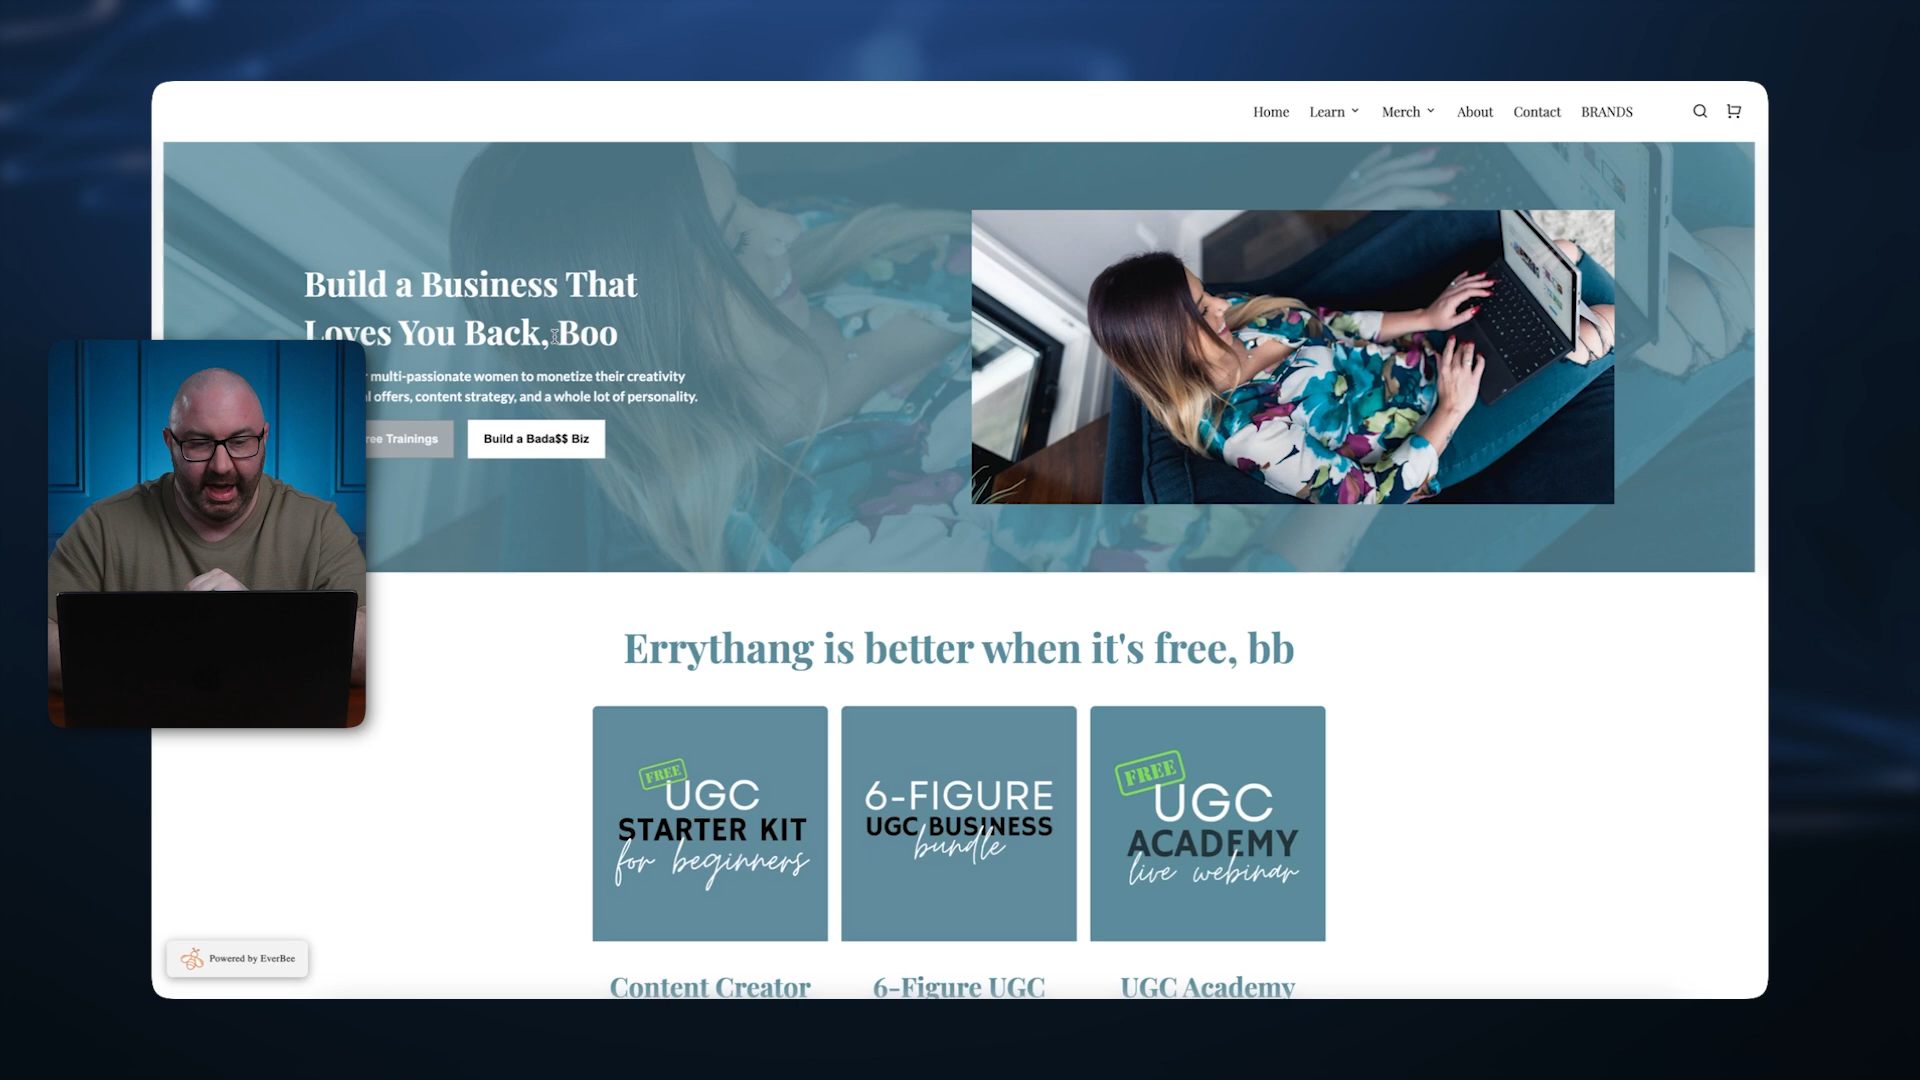 Home Learn Merch About Contact BRANDS
Build a Business That
Loves You Back, Boo
multi-passionate women to monetize their creativity
offers, content strategy, and a whole lot of personality.
Trainings
Build a Bada$$ Biz
Errythang is better when it's free, bb
FREE
UGC
STARTER KIT
for beginners
6-FIGURE
UGC BUSINESS
bundle
FREE
UGC
ACADEMY
live webinar
Powered by EverBee
Content Creator
6-Figure UGC
UGC Academy